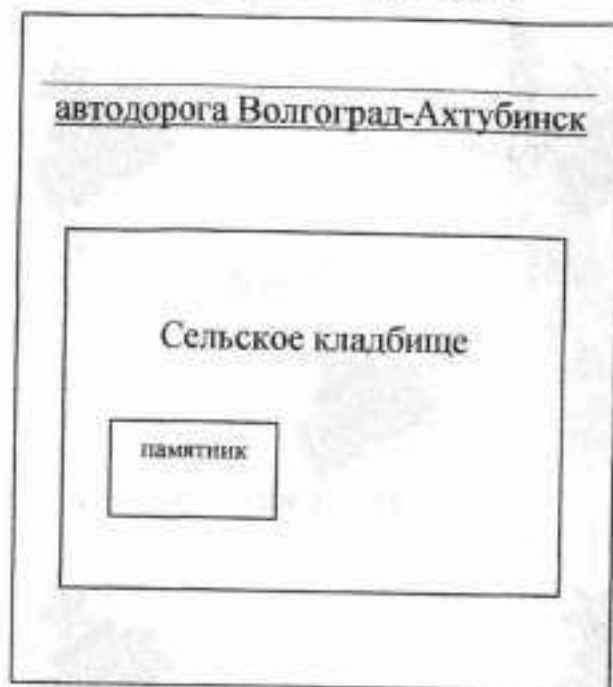 автодорога Волгоград-Ахтубинск
Сельское кладбище
памятник